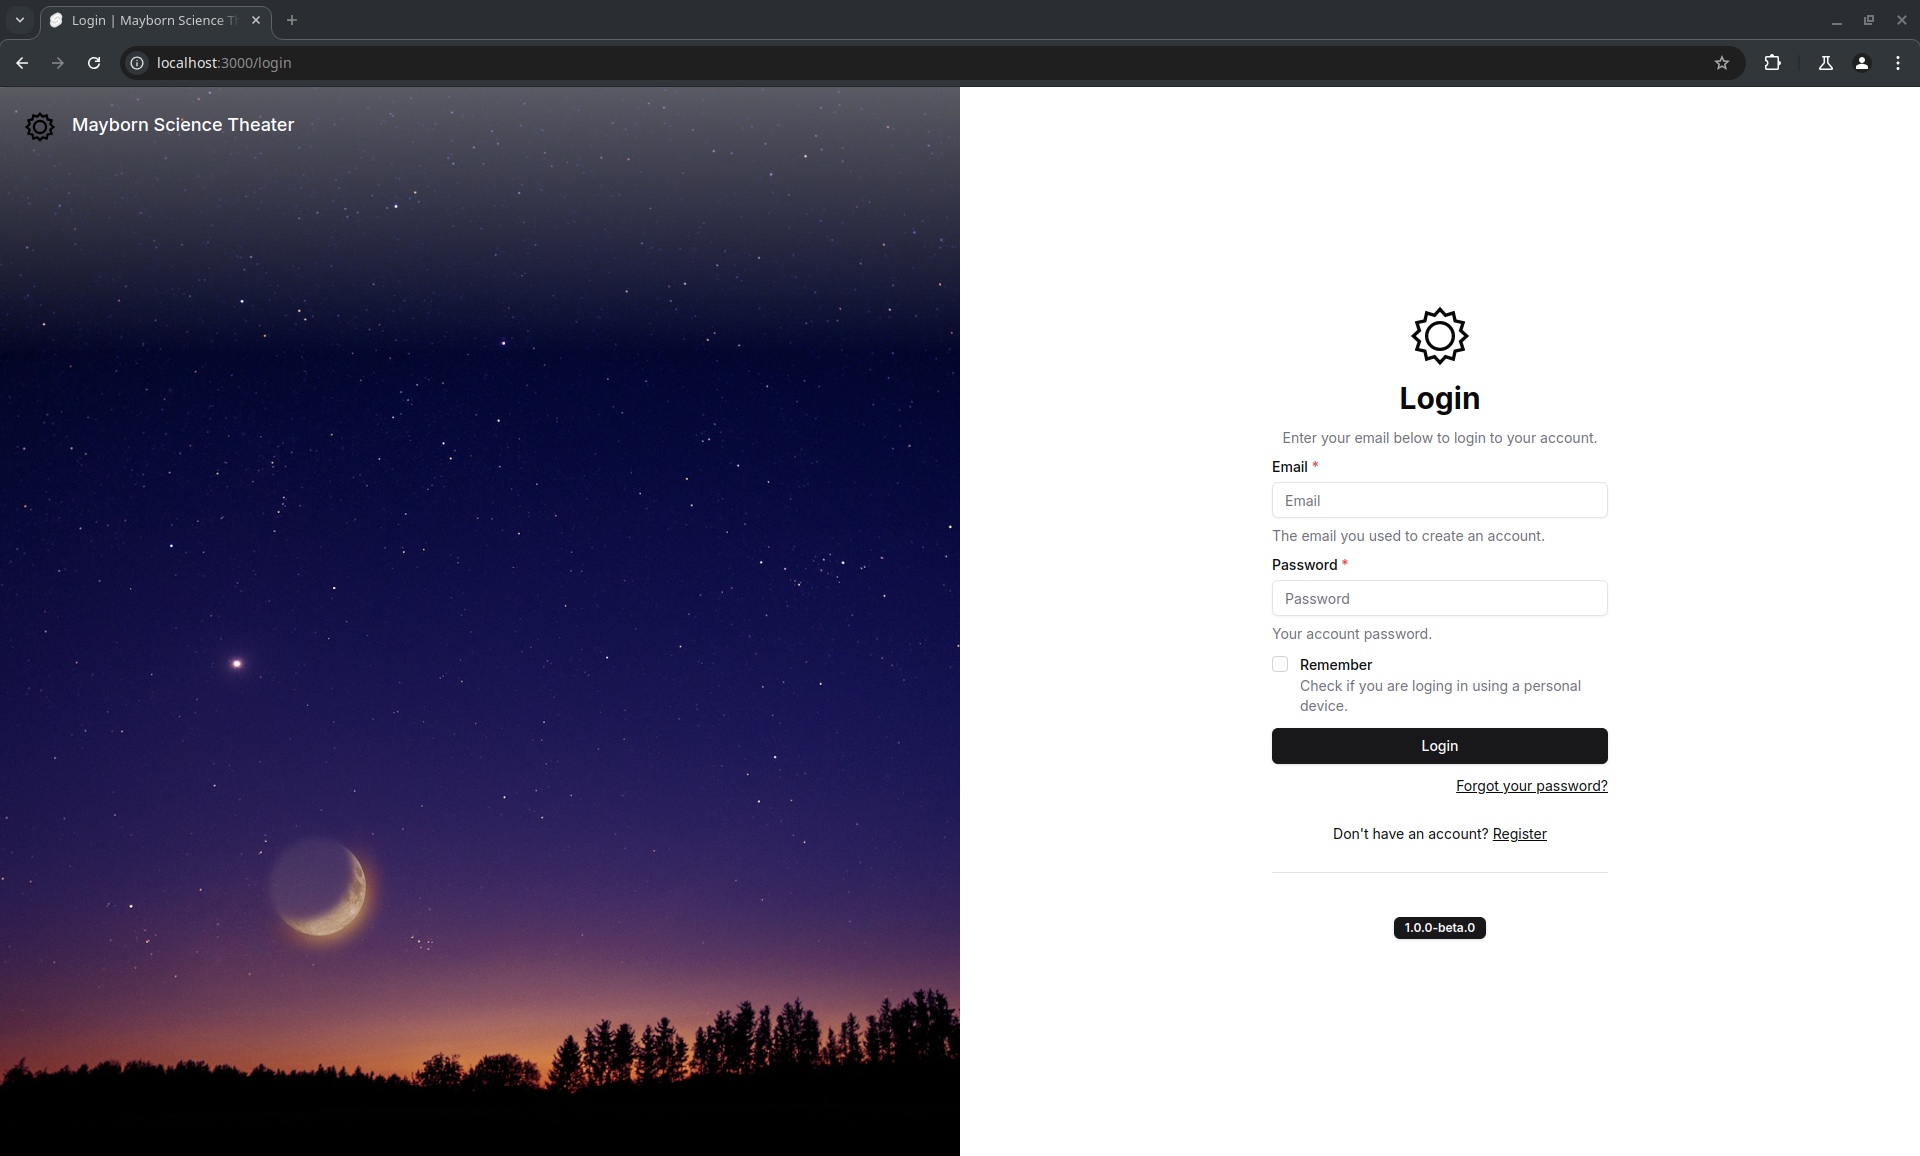 Login | Mayborn Science T
localhost:3000/login
Mayborn Science Theater
Login
Enter your email below to login to your account.
Email *
Email
The email you used to create an account.
Password *
Password
Your account password.
Remember
Check if you are loging in using a personal
device.
Login
Forgot your password?
Don't have an account? Register
1.0.0-beta.0